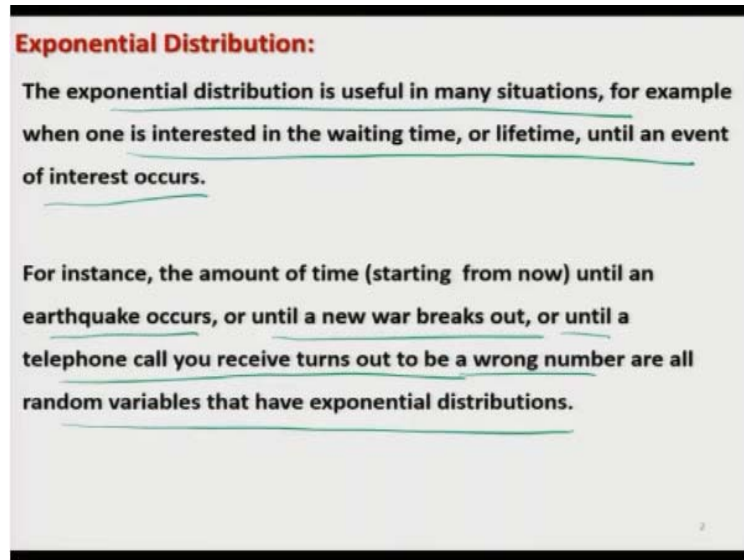 Exponential Distribution:
The exponential distribution is useful in many situations, for example
when one is interested in the waiting time, or lifetime, until an event
of interest occurs.
For instance, the amount of time (starting from now) until an
earthquake occurs, or until a new war breaks out, or until a
telephone call you receive turns out to be a wrong number are all
random variables that have exponential distributions.
2